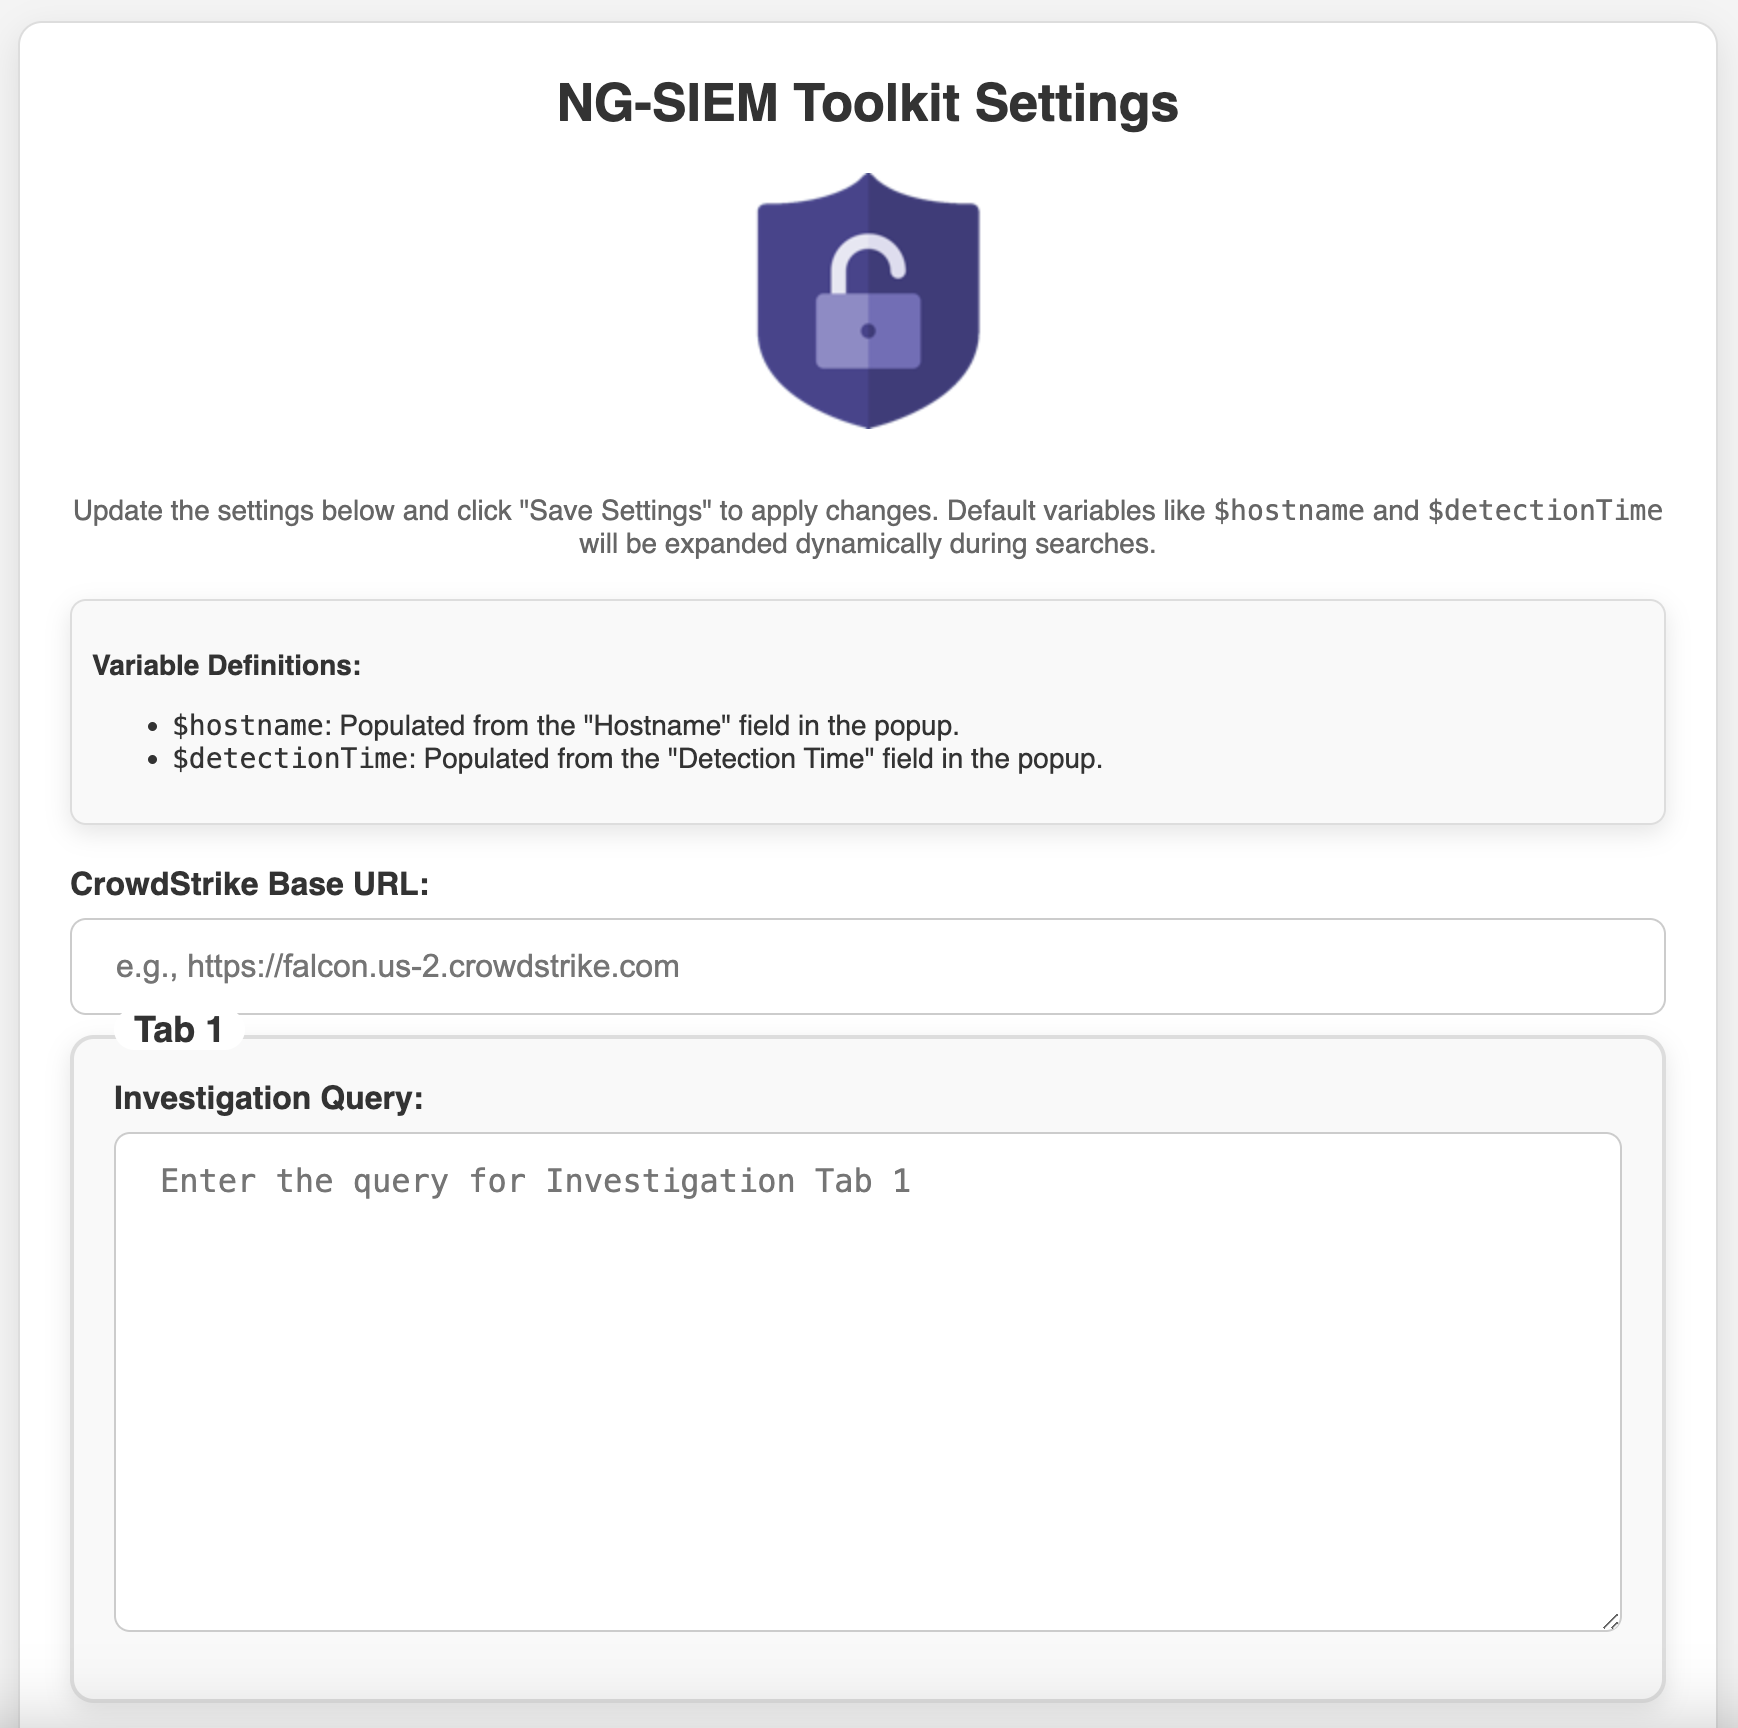 NG-SIEM Toolkit Settings
Update the settings below and click "Save Settings" to apply changes. Default variables like $hostname and $detectionTime
will be expanded dynamically during searches.
Variable Definitions:
• $hostname: Populated from the "Hostname" field in the popup.
• $detectionTime: Populated from the "Detection Time" field in the popup.
CrowdStrike Base URL:
e.g., https://falcon.us-2.crowdstrike.com
Tab 1
Investigation Query:
Enter the query for Investigation Tab 1